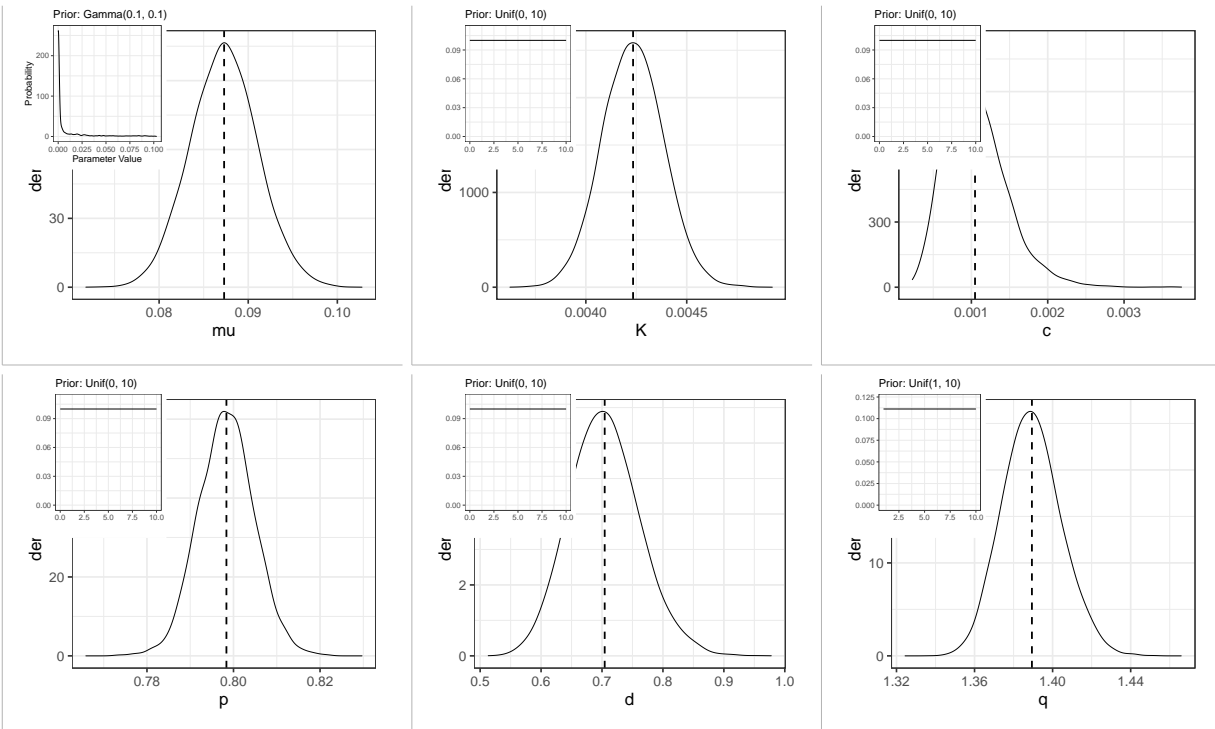 Prior: Gamma(0.1, 0.1)
Probability
200
100
0
0.000 0.025 0.050 0.075 0.100
Parameter Value
der
30
0
0.08 0.09 0.10
mu
Prior: Unif(0, 10)
0.09
0.06
0.03
0.00
0.0 2.5 5.0 7.5 10.0
der
1000
0
0.0040 0.0045
K
Prior: Unif(0, 10)
0.09
0.06
0.03
0.00
0.0 2.5 5.0 7.5 10.0
der
300
0
0.001 0.002 0.003
c
Prior: Unif(0, 10)
0.09
0.06
0.03
0.00
0.0 2.5 5.0 7.5 10.0
der
20
0
0.78 0.80 0.82
p
Prior: Unif(0, 10)
0.09
0.06
0.03
0.00
0.0 2.5 5.0 7.5 10.0
der
2
0
0.5 0.6 0.7 0.8 0.9 1.0
d
Prior: Unif(1, 10)
0.125
0.100
0.075
0.050
0.025
0.000
2.5 5.0 7.5 10.0
der
10
0
1.32 1.36 1.40 1.44
q